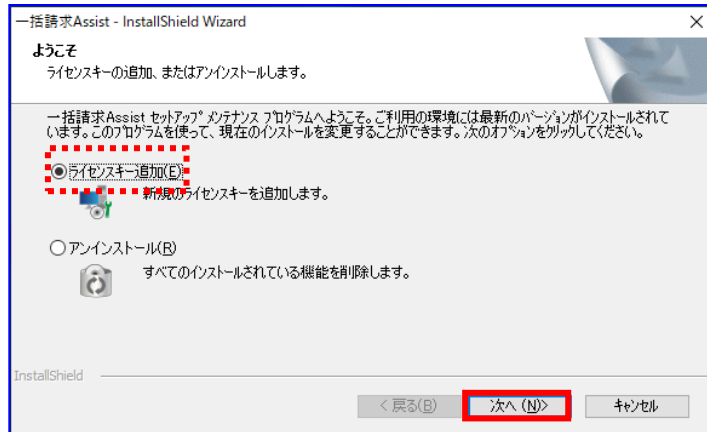 一括請求Assist - InstallShield Wizard
ようこそ
ライセンスキーの追加、またはアンインストールします。
一括請求Assist セットアップ メンテナンス プログラムへようこそ。ご利用の環境には最新のバージョンがインストールされて
います。このプログラムを使って、現在のインストールを変更することができます。次のオプションをクリックしてください。
ライセンスキー追加(E)
新規のライセンスキーを追加します。
アンインストール(R)
すべてのインストールされている機能を削除します。
InstallShield
< 戻る(B)
次へ (N)>
キャンセル